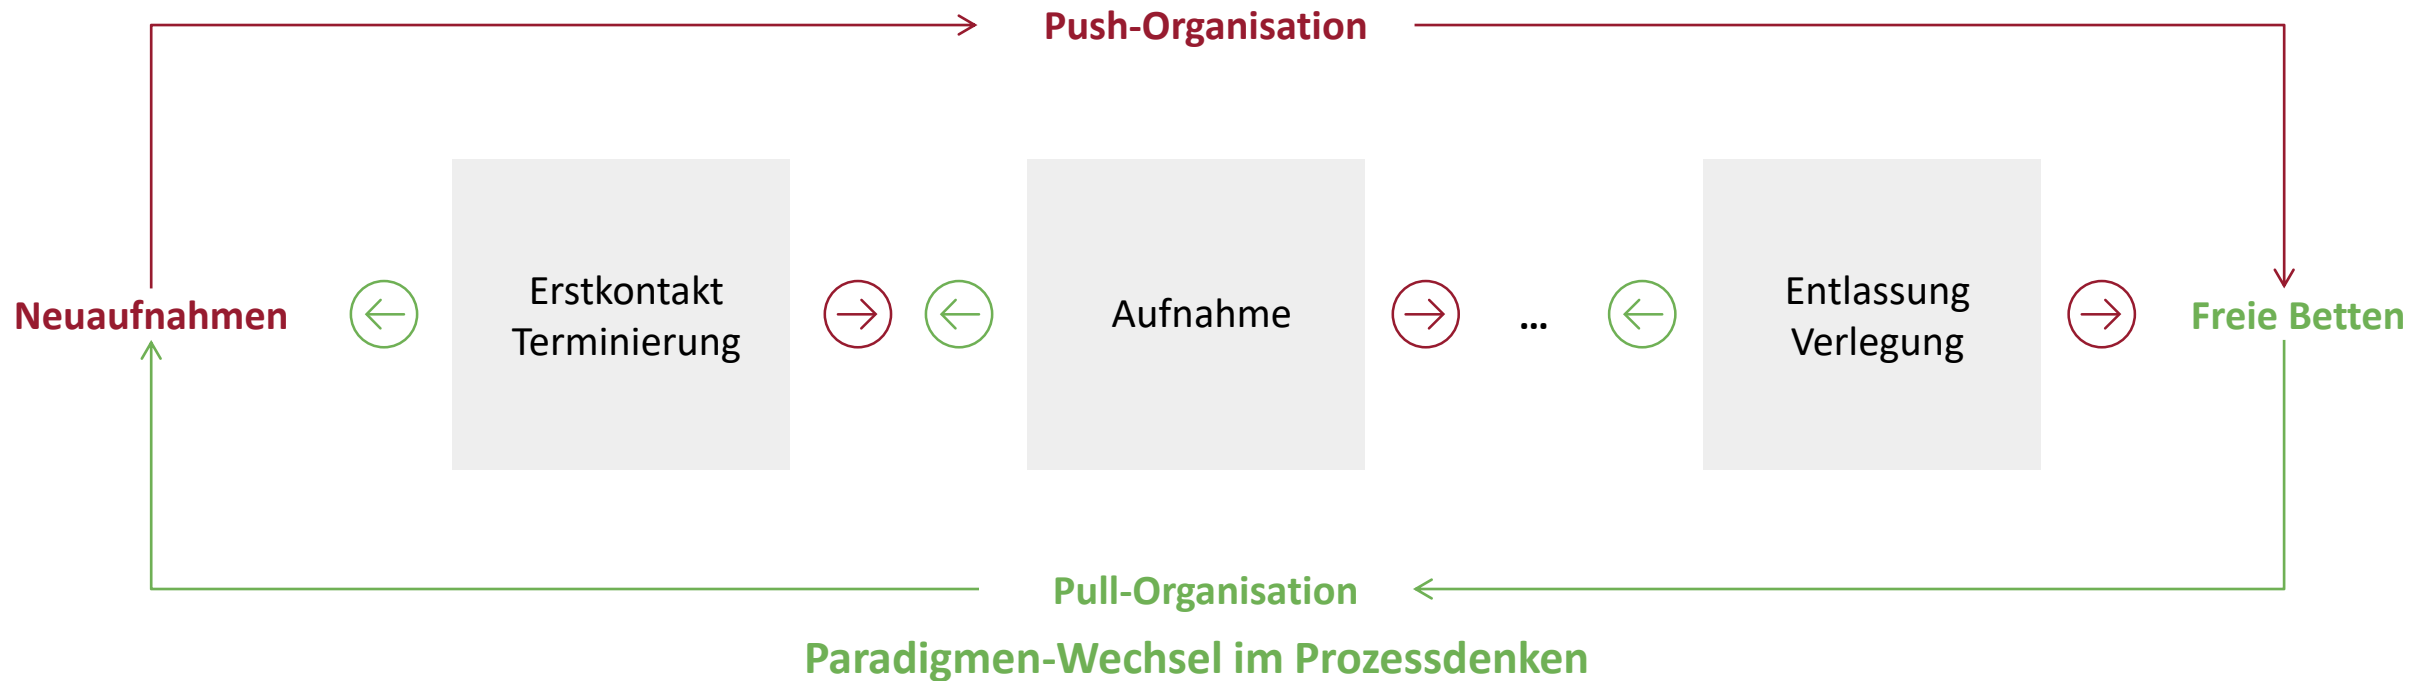 Push-Organisation
Neuaufnahmen
Erstkontakt
Terminierung
Aufnahme
...
Entlassung
Verlegung
Freie Betten
Pull-Organisation
Paradigmen-Wechsel im Prozessdenken